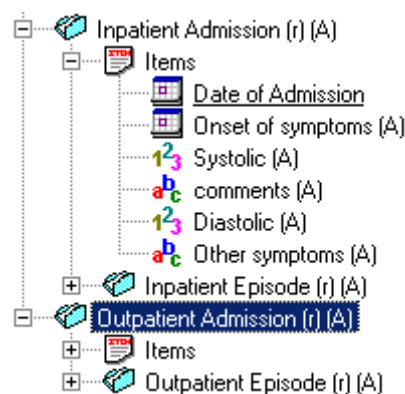 Inpatient Admission (r) (A)
Items
Date of Admission
Onset of symptoms (A)
Systolic (A)
comments (A)
Diastolic (A)
Other symptoms (A)
Inpatient Episode (r) (A)
Outpatient Admission (r) (A)
Items
Outpatient Episode (r) (A)